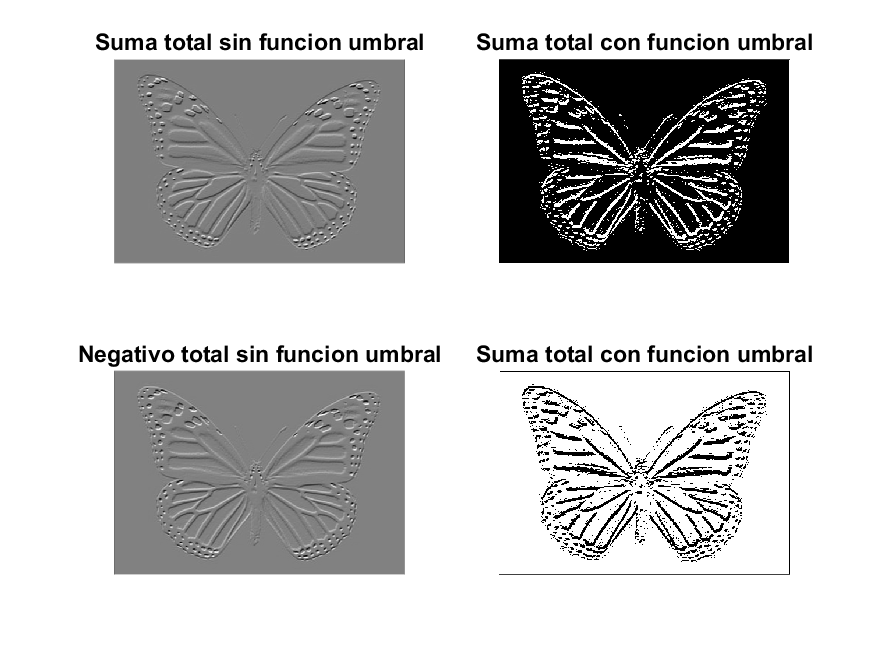 Suma total sin funcion umbral
Suma total con funcion umbral
Negativo total sin funcion umbral
Suma total con funcion umbral